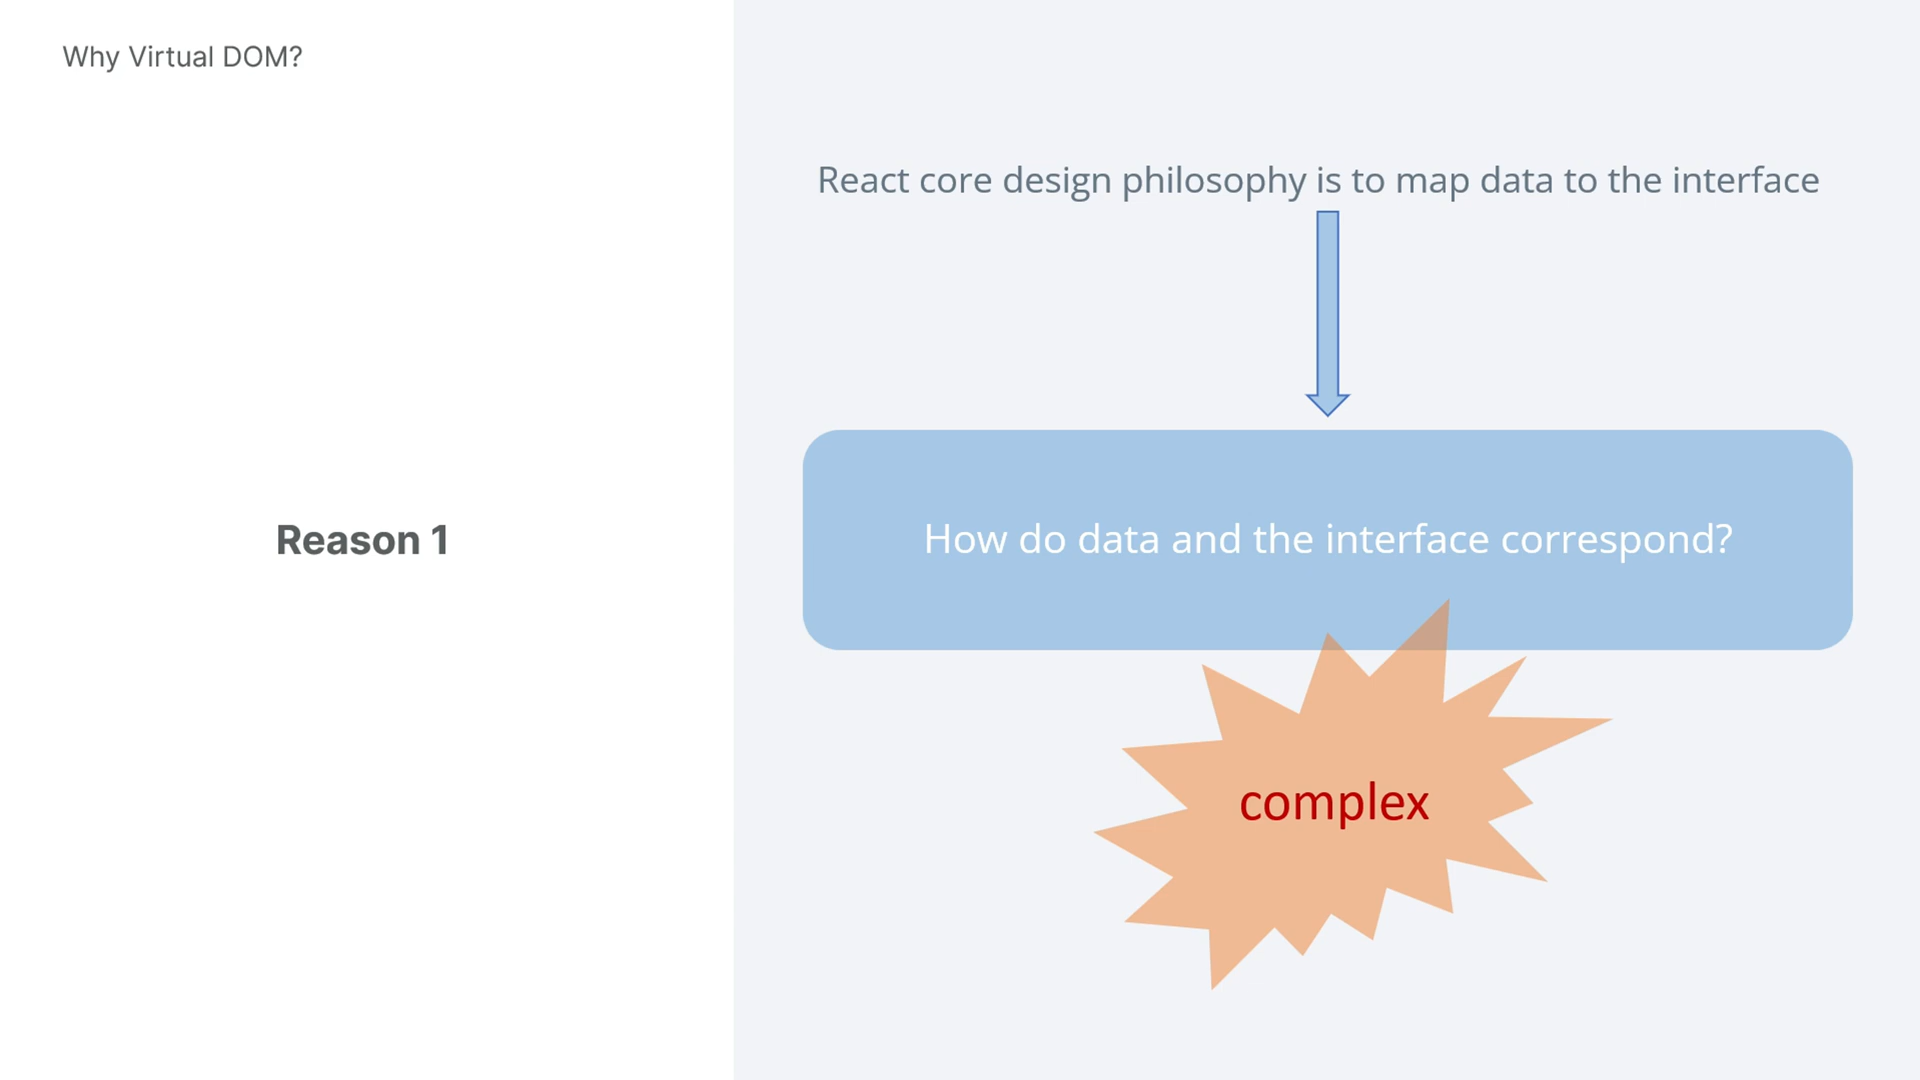 Why Virtual DOM?
React core design philosophy is to map data to the interface
Reason 1
How do data and the interface correspond?
complex